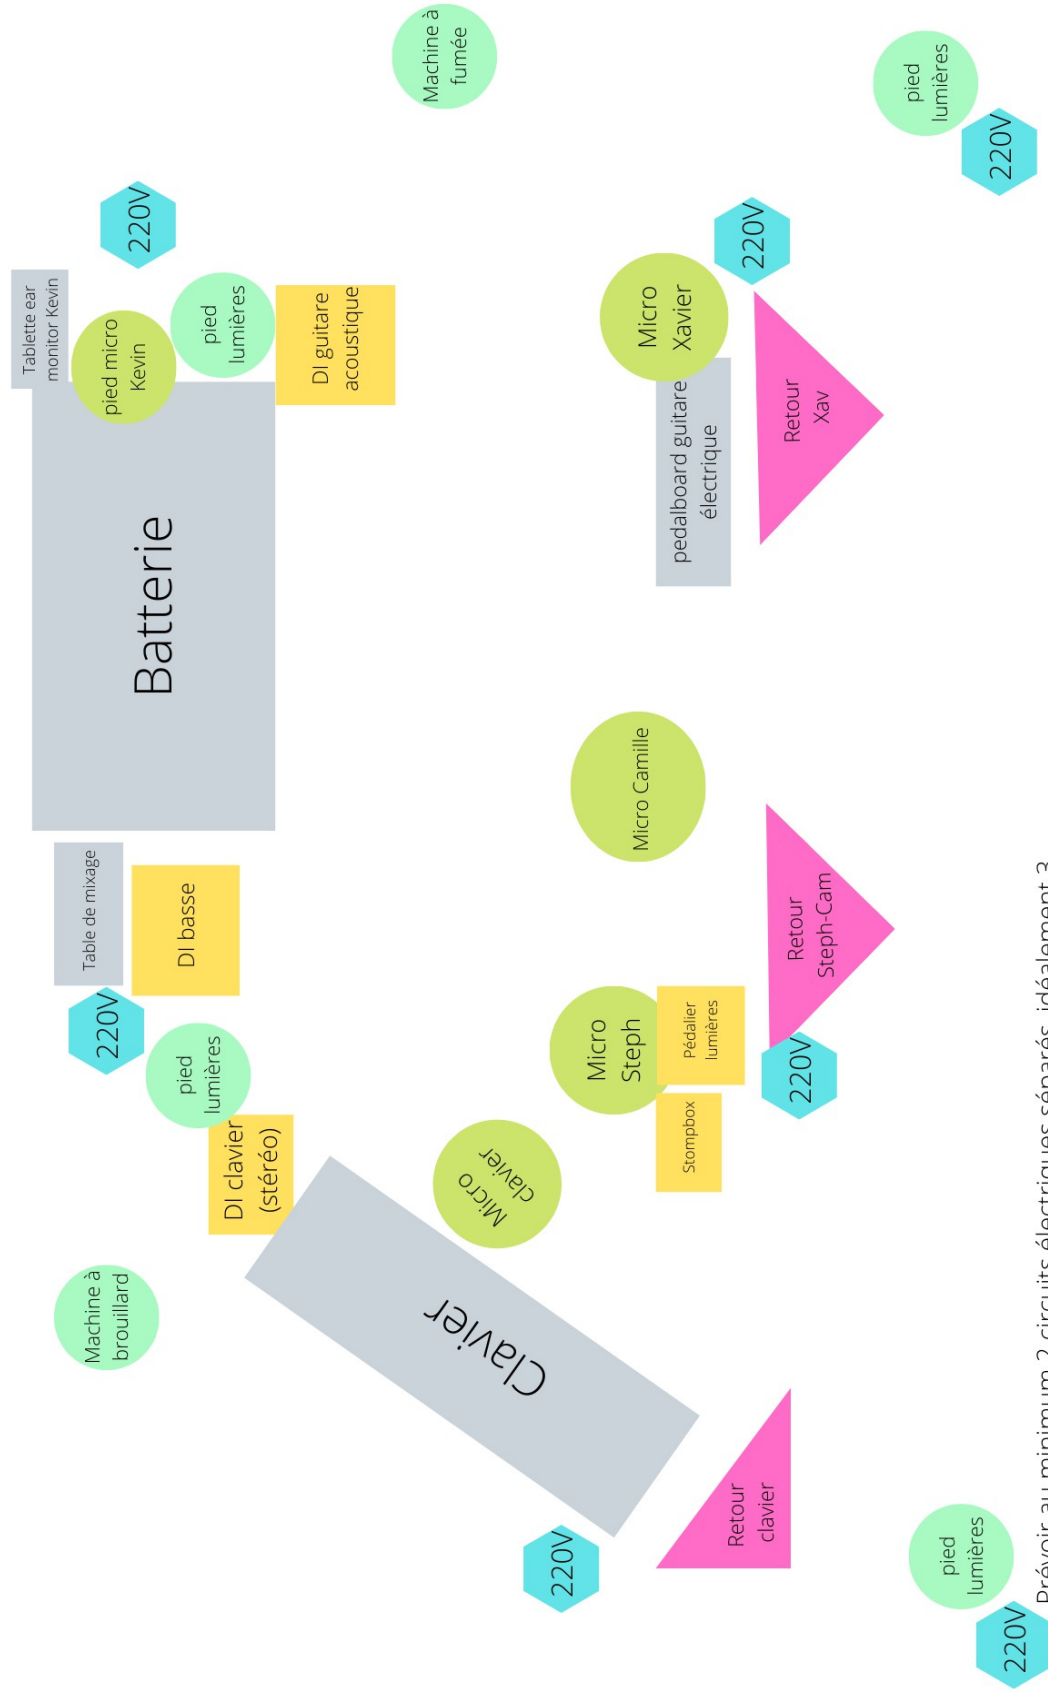 Tablette ear
monitor Kevin
Machine à
brouillard
220V
Table de mixage
Batterie
pied micro
Kevin
220V
DI basse
pied
lumières
pied
lumières
DI clavier
(stéréo)
DI guitare
acoustique
Machine à
fumée
Clavier
Micro
clavier
220V
Micro
Steph
Micro Camille
Micro
Xavier
pedalboard guitare
électrique
Stompbox
Pédalier
lumières
220V
Retour
clavier
220V
Retour
Steph-Cam
Retour
Xav
pied
lumières
220V
pied
lumières
220V
Prévoir au minimum 2 circuits électriques séparés, idéalement 3